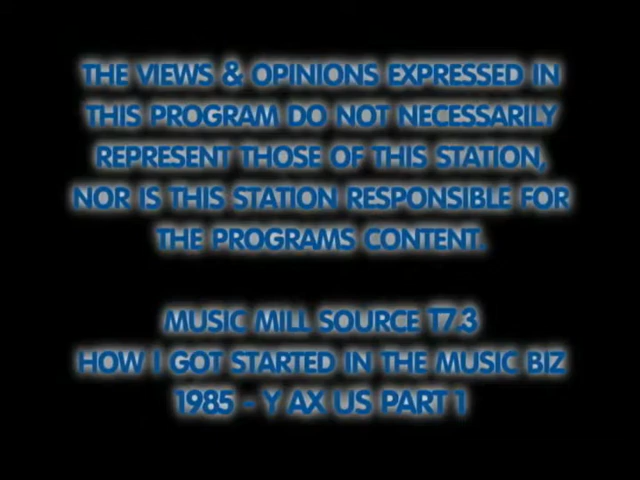 THE VIEWS & OPINIONS EXPRESSED IN
THIS PROGRAM DO NOT NECESSARILY
REPRESENT THOSE OF THIS STATION,
NOR IS THIS STATION RESPONSIBLE FOR
THE PROGRAMS CONTENT.
MUSIC MILL SOURCE T7.3
HOW I GOT STARTED IN THE MUSIC BIZ
1985 - Y AX US PART 1